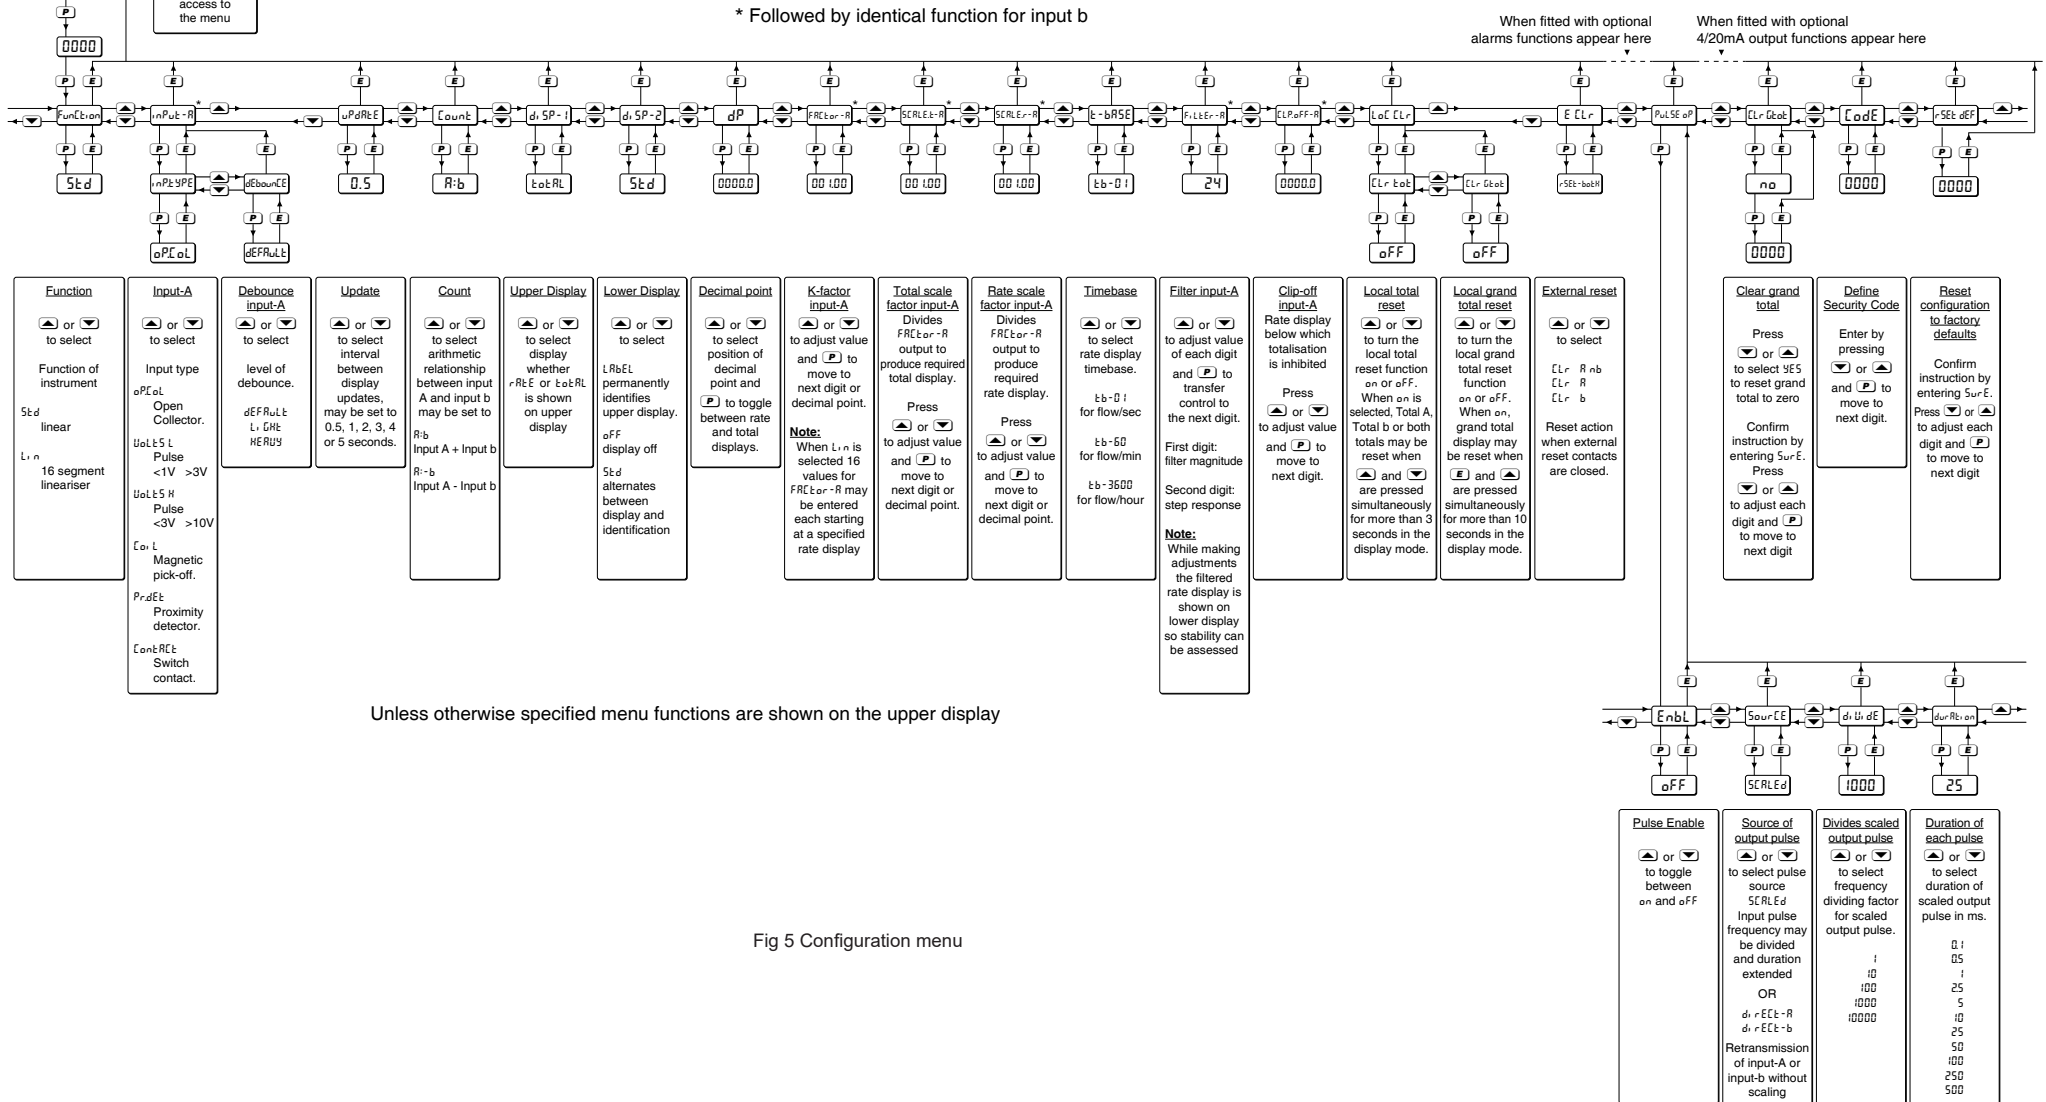 access to
the menu
* Followed by identical function for input b
When fitted with optional
alarms functions appear here
When fitted with optional
4/20mA output functions appear here
P
0000
P E E E E E E E E E E E E E E E E E E E
FunCtion inPut-A * uPdAtE Count diSP-1 diSP-2 dP FACtor-A * SCALE.t-A * SCALE.r-A * t-bASE FiLtEr-A * CLP.oFF-A * LoC CLr E CLr PuLSE oP CLr Gtot CodE rSEt dEF
P E P E E P E P E P E P E P E P E P E P E P E P E P E P E E P E P P E P E P E
Std inP.tYPE dEbounCE 0.5 A:b totAL Std 0000.0 001.00 001.00 001.00 tb-01 24 0000.0 CLr tot CLr Gtot rSEt-botH no 0000 0000
P E P E P E P E P E
oP.CoL dEFAuLt oFF oFF 0000
Function
or
to select
Function of
instrument
Std
linear
Lin
16 segment
lineariser
Input-A
or
to select
Input type
oP.CoL
Open
Collector.
VoLtS L
Pulse
<1V >3V
VoLtS H
Pulse
<3V >10V
CoiL
Magnetic
pick-off.
Pr.dEt
Proximity
detector.
ContACt
Switch
contact.
Debounce
input-A
or
to select
level of
debounce.
dEFAuLt
LiGHt
HEAVY
Update
or
to select
interval
between
display
updates,
may be set to
0.5, 1, 2, 3, 4
or 5 seconds.
Count
or
to select
arithmetic
relationship
between input
A and input b
may be set to
A:b
Input A + Input b
A:-b
Input A - Input b
Upper Display
or
to select
display
whether
rAtE or totAL
is shown
on upper
display
Lower Display
or
to select
LAbEL
permanently
identifies
upper display.
oFF
display off
Std
alternates
between
display and
identification
Decimal point
or
to select
position of
decimal
point and
P to toggle
between rate
and total
displays.
K-factor
input-A
or
to adjust value
and P to
move to
next digit or
decimal point.
Note:
When Lin is
selected 16
values for
FACtor-A may
be entered
each starting
at a specified
rate display
Total scale
factor input-A
Divides
FACtor-A
output to
produce required
total display.
Press
or
to adjust value
and P to
move to
next digit or
decimal point.
Rate scale
factor input-A
Divides
FACtor-A
output to
produce
required
rate display.
Press
or
to adjust value
and P to
move to
next digit or
decimal point.
Timebase
or
to select
rate display
timebase.
tb-01
for flow/sec
tb-60
for flow/min
tb-3600
for flow/hour
Filter input-A
or
to adjust value
of each digit
and P to
transfer
control to
the next digit.
First digit:
filter magnitude
Second digit:
step response
Note:
While making
adjustments
the filtered
rate display is
shown on
lower display
so stability can
be assessed
Clip-off
input-A
Rate display
below which
totalisation
is inhibited
Press
or
to adjust value
and P to
move to
next digit.
Local total
reset
or
to turn the
local total
reset function
on or oFF.
When on is
selected, Total A,
Total b or both
totals may be
reset when
and
are pressed
simultaneously
for more than 3
seconds in the
display mode.
Local grand
total reset
or
to turn the
local grand
total reset
function
on or oFF.
When on,
grand total
display may
be reset when
E and
are pressed
simultaneously
for more than 10
seconds in the
display mode.
External reset
or
to select
CLr Anb
CLr A
CLr b
Reset action
when external
reset contacts
are closed.
Clear grand
total
Press
or
to select YES
to reset grand
total to zero
Confirm
instruction by
entering SurE.
Press
or
to adjust each
digit and P
to move to
next digit
Define
Security Code
Enter by
pressing
or
and P to
move to
next digit.
Reset
configuration
to factory
defaults
Confirm
instruction by
entering SurE.
Press or
to adjust each
digit and P
to move to
next digit
Unless otherwise specified menu functions are shown on the upper display
E E E E
EnbL SourCE diVidE durAtion
P E P E P E P E
oFF SCALEd 1000 25
Pulse Enable
or
to toggle
between
on and oFF
Source of
output pulse
or
to select pulse
source
SCALEd
Input pulse
frequency may
be divided
and duration
extended
OR
dirECt-A
dirECt-b
Retransmission
of input-A or
input-b without
scaling
Divides scaled
output pulse
or
to select
frequency
dividing factor
for scaled
output pulse.
1
10
100
1000
10000
Duration of
each pulse
or
to select
duration of
scaled output
pulse in ms.
0.1
0.5
1
2.5
5
10
25
50
100
250
500
Fig 5 Configuration menu